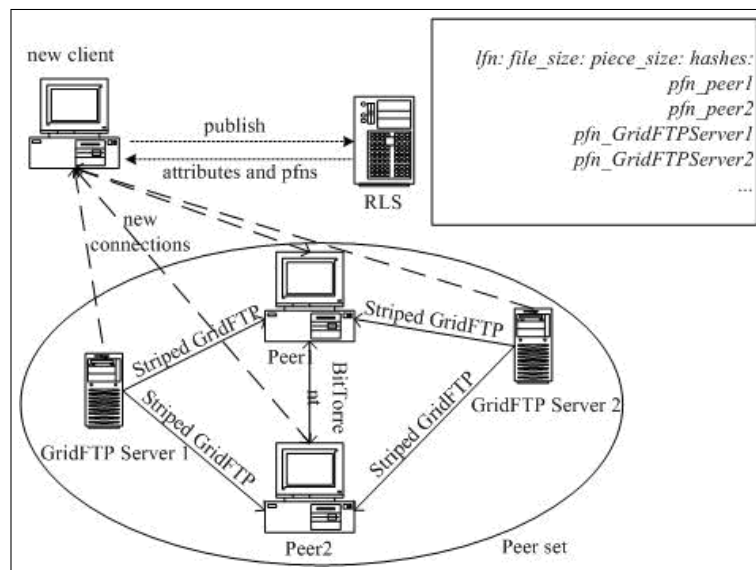 new client
lfn: file_size: piece_size: hashes:
pfn_peer1
pfn_peer2
pfn_GridFTPServer1
pfn_GridFTPServer2
...
publish
attributes and pfns
RLS
new
connections
Striped GridFTP
Striped GridFTP
Peer1
BitTorre
nt
GridFTP Server 2
GridFTP Server 1
Striped GridFTP
Striped GridFTP
Peer2
Peer set